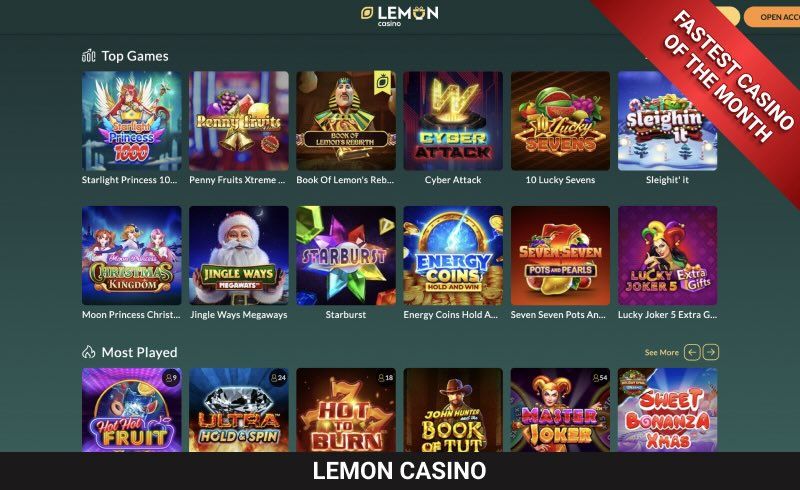 LEMON
casino
OPEN ACCO
FASTEST CASINO
OF THE MONTH
Top Games
Starlight
Princess
1000
Penny Fruits
BOOK OF
LEMON'S REBIRTH
CYBER
ATTACK
10 Lucky
SEVENS
Sleighin'
it
Starlight Princess 10...
Penny Fruits Xtreme ...
Book Of Lemon's Reb...
Cyber Attack
10 Lucky Sevens
Sleighit' it
Moon Princess
CHRISTMAS
KINGDOM
JINGLE WAYS
MEGAWAYS
STARBURST
ENERGY
COINS
HOLD AND WIN
SEVEN SEVEN
POTS AND PEARLS
LUCKY
JOKER 5
Extra
Gifts
Moon Princess Christ...
Jingle Ways Megaways
Starburst
Energy Coins Hold A...
Seven Seven Pots An...
Lucky Joker 5 Extra G...
Most Played
See More
9
24
18
54
Hot Hot
FRUIT
ULTRA
HOLD & SPIN
HOT
TO
BURN
JOHN HUNTER
AND THE
BOOK OF
TUT
MASTER
JOKER
SWEET
BONANZA
XMAS
LEMON CASINO